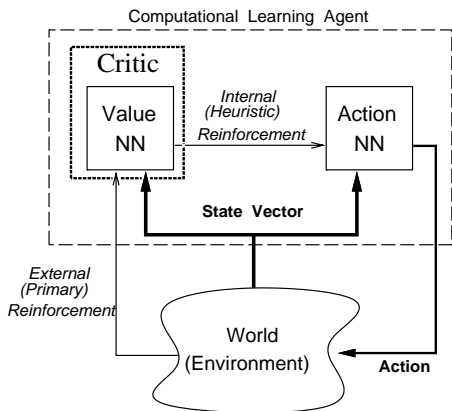 Computational Learning Agent
Critic
Value
NN
Internal
(Heuristic)
Reinforcement
Action
NN
State Vector
External
(Primary)
Reinforcement
World
(Environment)
Action